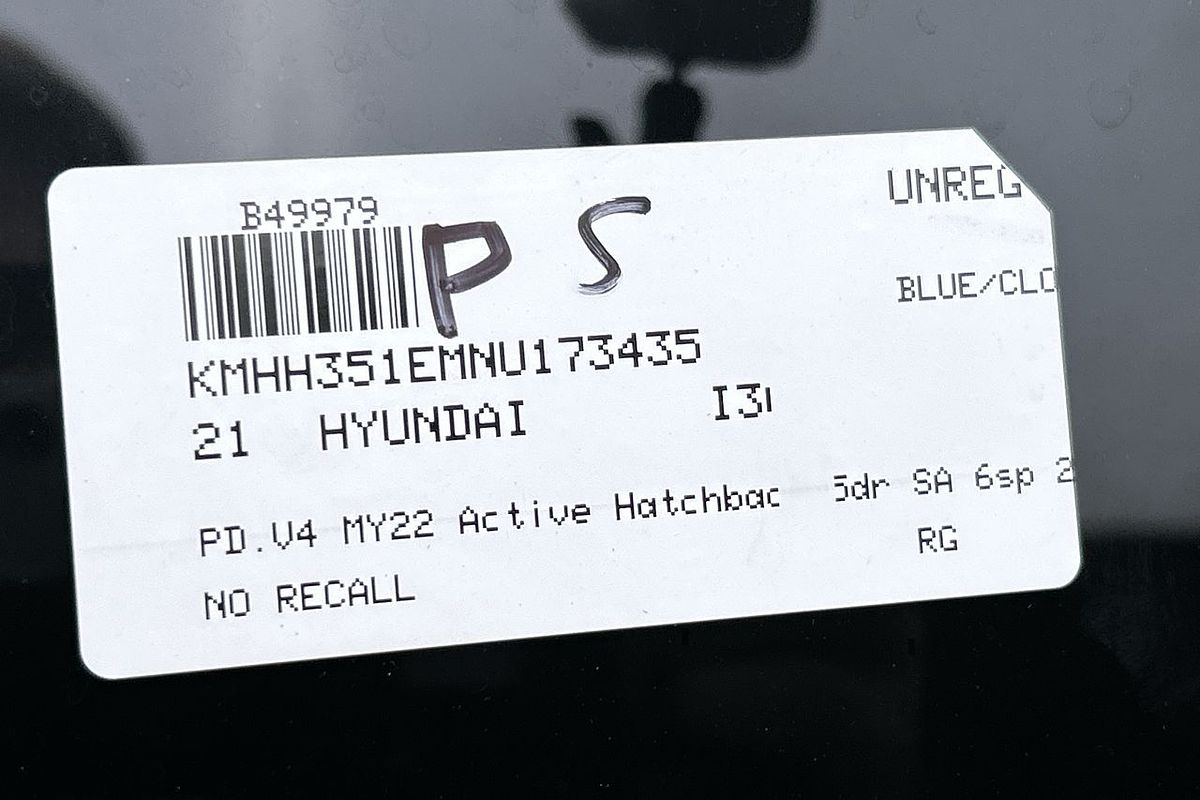 B49979 UNREG
P S
BLUE/CLO
KMHH351EMNU173435
21 HYUNDAI I3
PD.V4 MY22 Active Hatchbac 5dr SA 6sp 2
NO RECALL RG